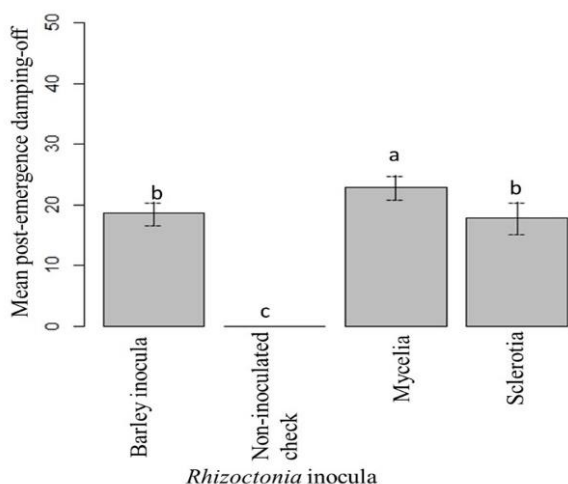 Mean post-emergence damping-off
50
40
30
20
10
0
b
c
a
b
Barley inocula
Non-inoculated
check
Mycelia
Sclerotia
Rhizoctonia inocula